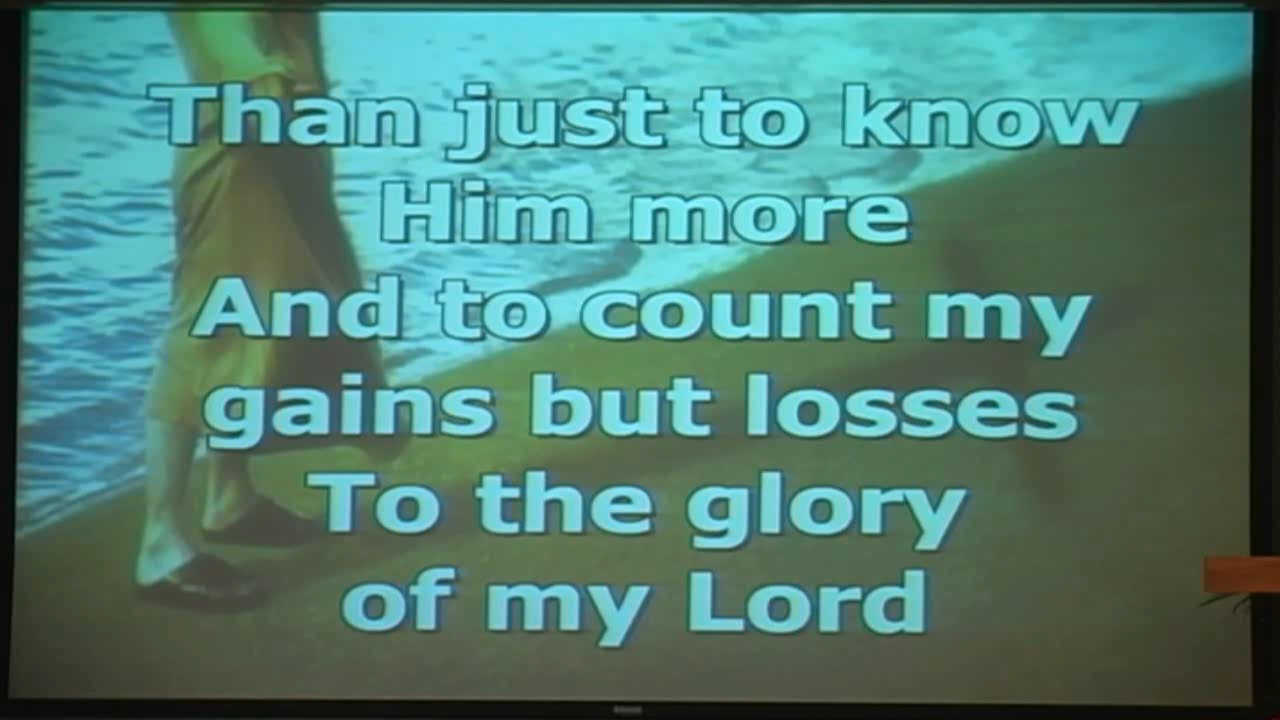 Than just to know
Him more
And to count my
gains but losses
To the glory
of my Lord